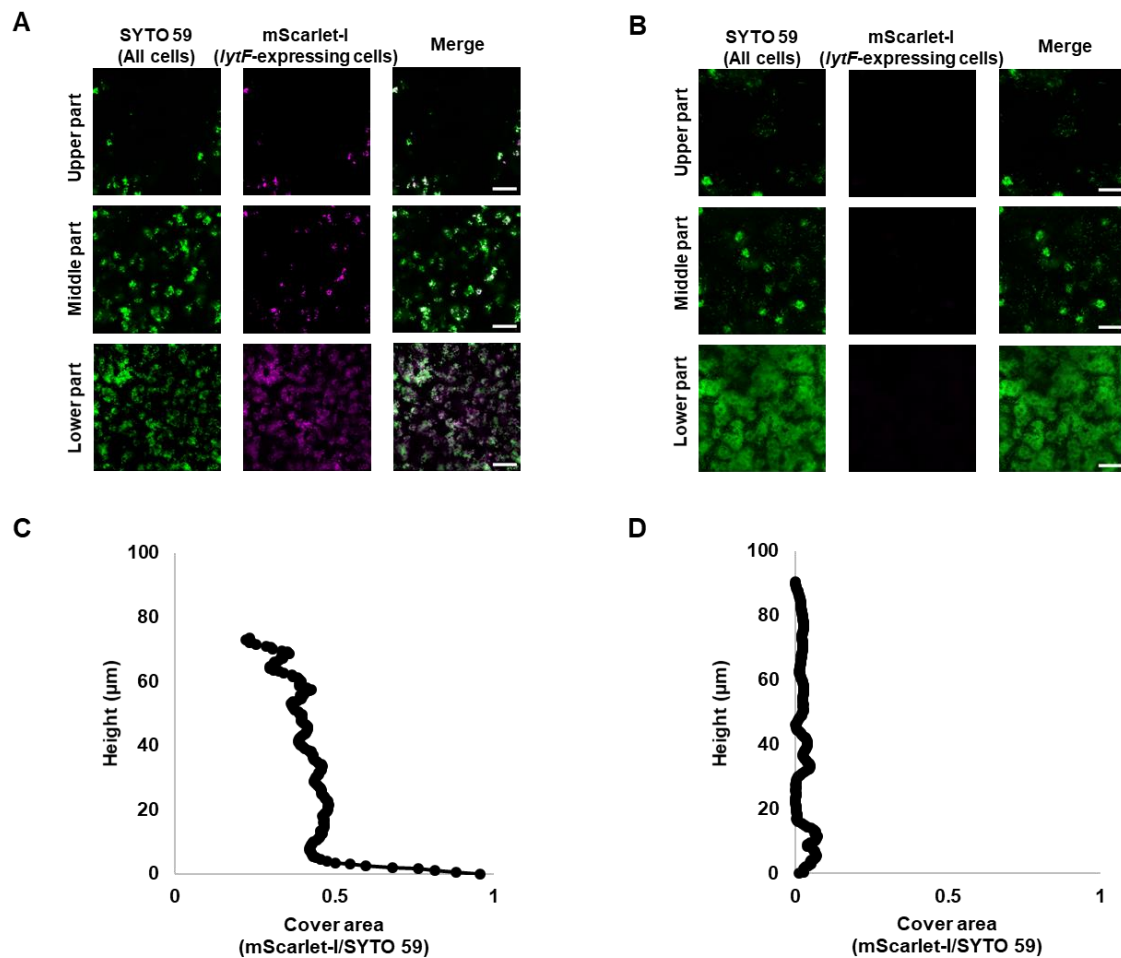 A
SYTO 59
(All cells)
mScarlet-I
(lytF-expressing cells)
Merge
Upper part
Middle part
Lower part
B
SYTO 59
(All cells)
mScarlet-I
(lytF-expressing cells)
Merge
Upper part
Middle part
Lower part
C
100
80
60
40
20
0
Height (µm)
0
0.5
1
Cover area
(mScarlet-I/SYTO 59)
D
100
80
60
40
20
0
Height (µm)
0
0.5
1
Cover area
(mScarlet-I/SYTO 59)